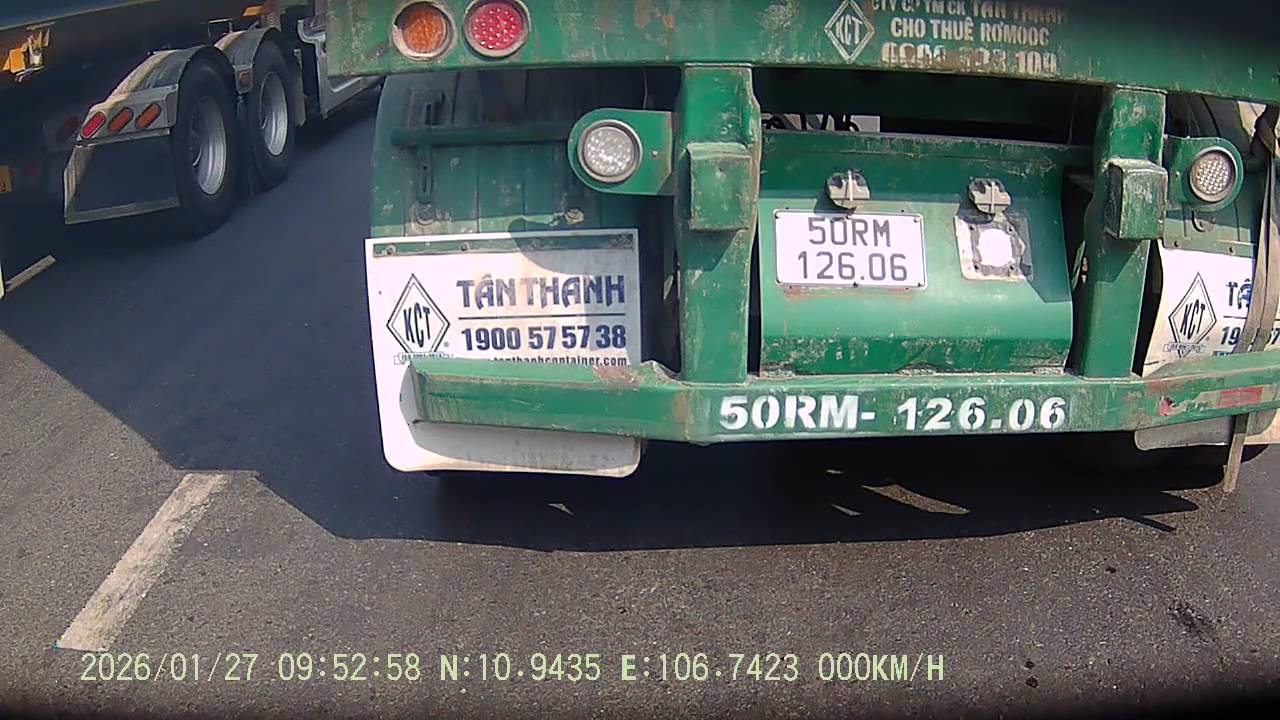 CTY CP TM CK TÂN THANH
CHO THUÊ RƠMOOC
KCT
50RM
126.06
TÂN THANH
KCT
1900 57 57 38
tanthanhcontainer.com
KCT
50RM- 126.06
2026/01/27 09:52:58 N:10.9435 E:106.7423 000KM/H